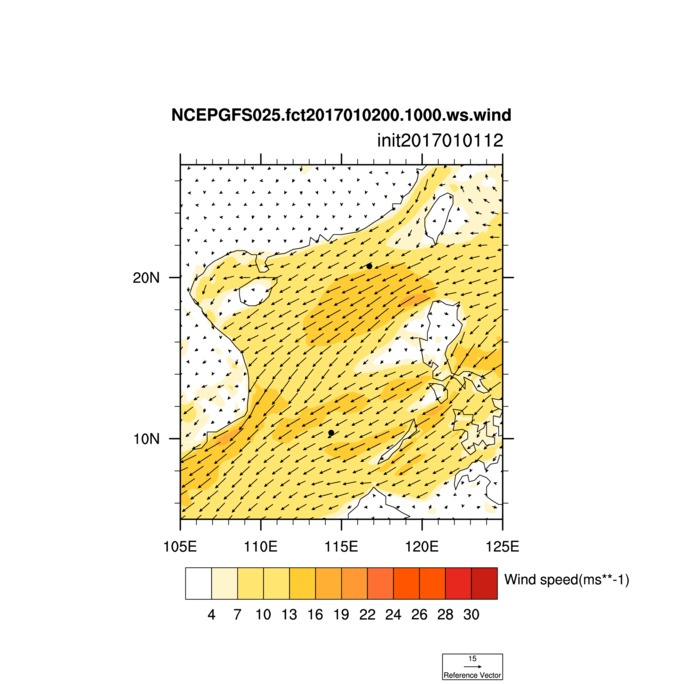 NCEPGFS025.fct2017010200.1000.ws.wind
init2017010112
20N
10N
105E 110E 115E 120E 125E
Wind speed(ms**-1)
4 7 10 13 16 19 22 24 26 28 30
15
Reference Vector